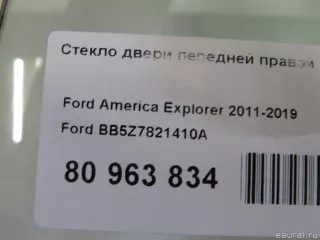 Стекло двери передней правой
Ford America Explorer 2011-2019
Ford BB5Z7821410A
80 963 834
eaural.ru